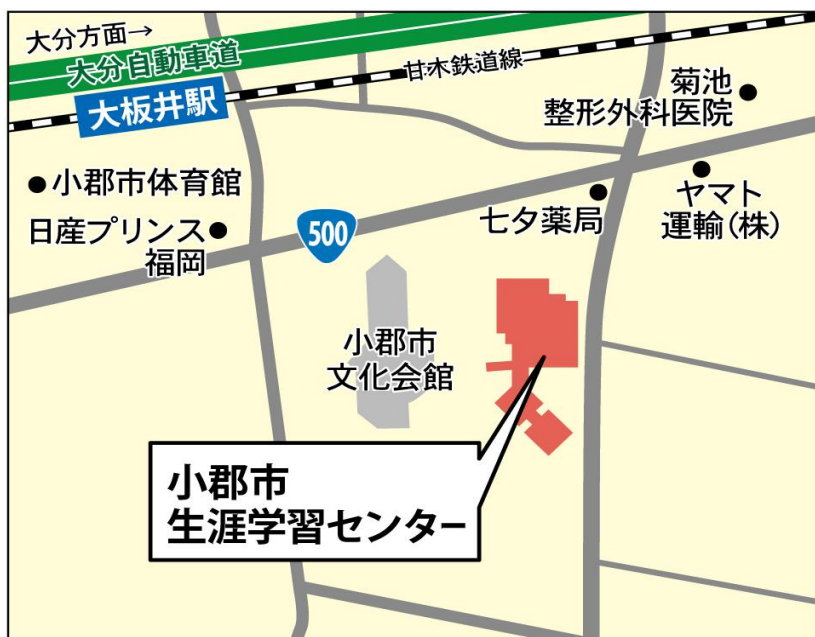 大分方面→
大分自動車道
甘木鉄道線
大板井駅
菊池
整形外科医院
小郡市体育館
日産プリンス
福岡
500
七夕薬局
ヤマト
運輸(株)
小郡市
文化会館
小郡市
生涯学習センター